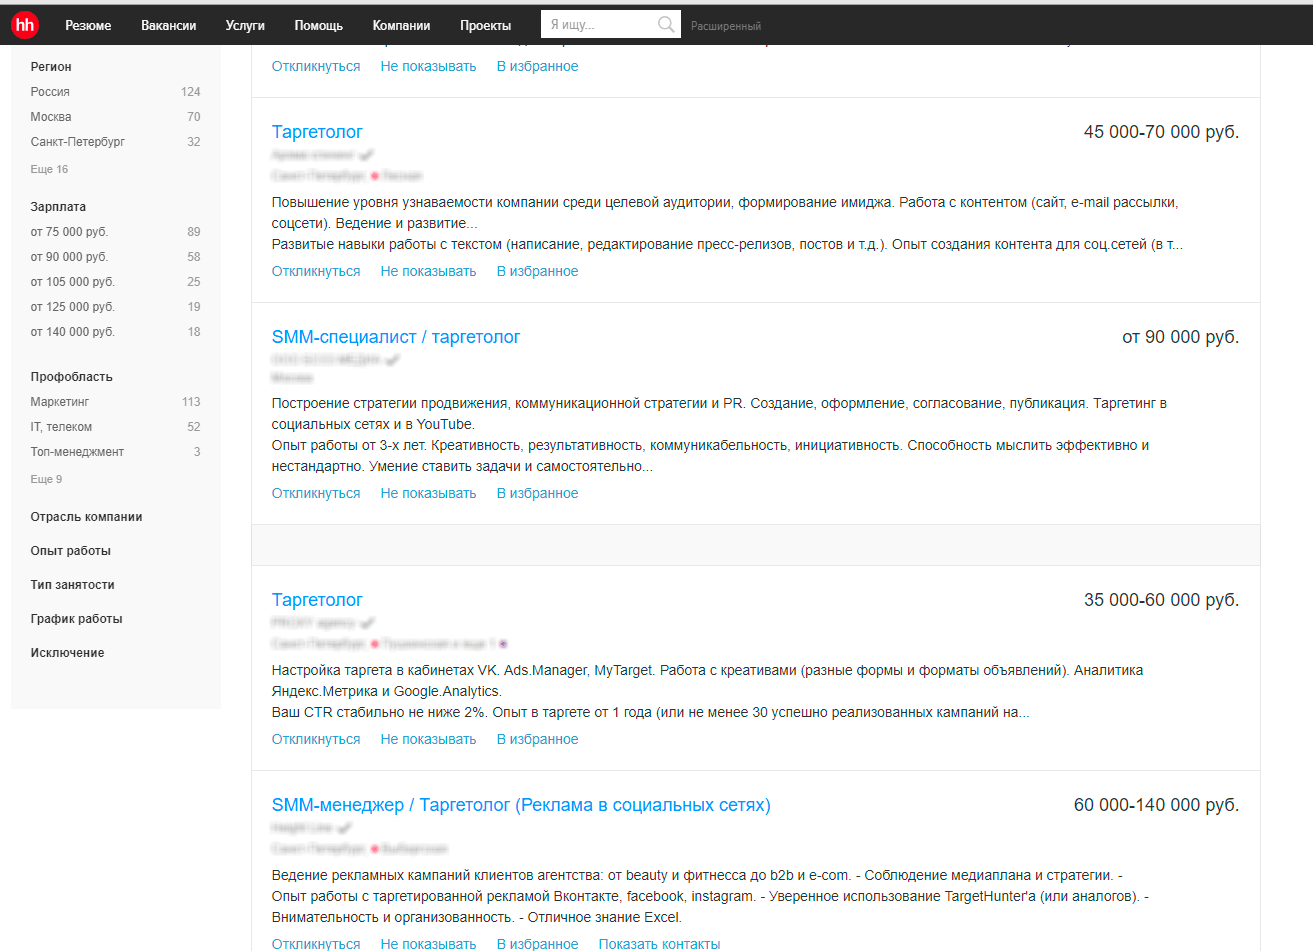 hh Резюме Вакансии Услуги Помощь Компании Проекты Я ищу... Расширенный
Регион
Россия 124
Москва 70
Санкт-Петербург 32
Еще 16
Зарплата
от 75 000 руб. 89
от 90 000 руб. 58
от 105 000 руб. 25
от 125 000 руб. 19
от 140 000 руб. 18
Профобласть
Маркетинг 113
IT, телеком 52
Топ-менеджмент 3
Еще 9
Отрасль компании
Опыт работы
Тип занятости
График работы
Исключение
Откликнуться Не показывать В избранное
Таргетолог 45 000-70 000 руб.
Повышение уровня узнаваемости компании среди целевой аудитории, формирование имиджа. Работа с контентом (сайт, e-mail рассылки,
соцсети). Ведение и развитие...
Развитые навыки работы с текстом (написание, редактирование пресс-релизов, постов и т.д.). Опыт создания контента для соц.сетей (в т...
Откликнуться Не показывать В избранное
SMM-специалист / таргетолог от 90 000 руб.
Построение стратегии продвижения, коммуникационной стратегии и PR. Создание, оформление, согласование, публикация. Таргетинг в
социальных сетях и в YouTube.
Опыт работы от 3-х лет. Креативность, результативность, коммуникабельность, инициативность. Способность мыслить эффективно и
нестандартно. Умение ставить задачи и самостоятельно...
Откликнуться Не показывать В избранное
Таргетолог 35 000-60 000 руб.
Настройка таргета в кабинетах VK. Ads.Manager, MyTarget. Работа с креативами (разные формы и форматы объявлений). Аналитика
Яндекс.Метрика и Google.Analytics.
Ваш CTR стабильно не ниже 2%. Опыт в таргете от 1 года (или не менее 30 успешно реализованных кампаний на...
Откликнуться Не показывать В избранное
SMM-менеджер / Таргетолог (Реклама в социальных сетях) 60 000-140 000 руб.
Ведение рекламных кампаний клиентов агентства: от beauty и фитнесса до b2b и e-com. - Соблюдение медиаплана и стратегии. -
Опыт работы с таргетированной рекламой Вконтакте, facebook, instagram. - Уверенное использование TargetHunter'a (или аналогов). -
Внимательность и организованность. - Отличное знание Excel.
Откликнуться Не показывать В избранное Показать контакты